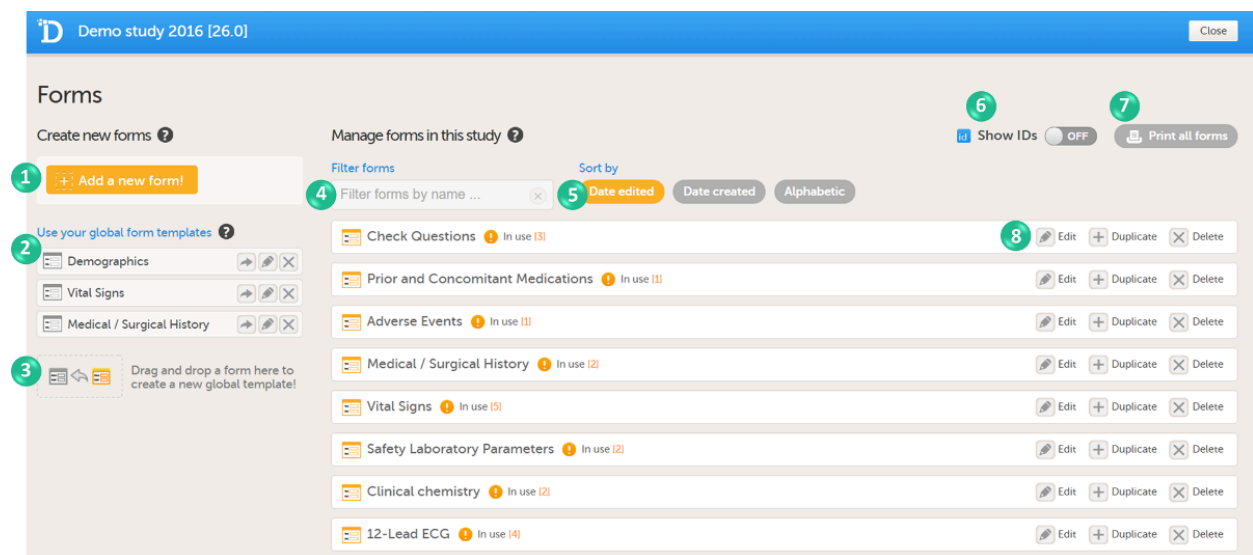 Demo study 2016 [26.0]
Close
Forms
Create new forms ?
1
+ Add a new form!
Use your global form templates ?
2
Demographics
Vital Signs
Medical / Surgical History
3
Drag and drop a form here to
create a new global template!
Manage forms in this study ?
6
id Show IDs OFF
7
Print all forms
Filter forms
4
Filter forms by name ...
Sort by
5
Date edited Date created Alphabetic
Check Questions ! In use [3] 8 Edit Duplicate Delete
Prior and Concomitant Medications ! In use [1] Edit Duplicate Delete
Adverse Events ! In use [1] Edit Duplicate Delete
Medical / Surgical History ! In use [2] Edit Duplicate Delete
Vital Signs ! In use [5] Edit Duplicate Delete
Safety Laboratory Parameters ! In use [2] Edit Duplicate Delete
Clinical chemistry ! In use [2] Edit Duplicate Delete
12-Lead ECG ! In use [4] Edit Duplicate Delete